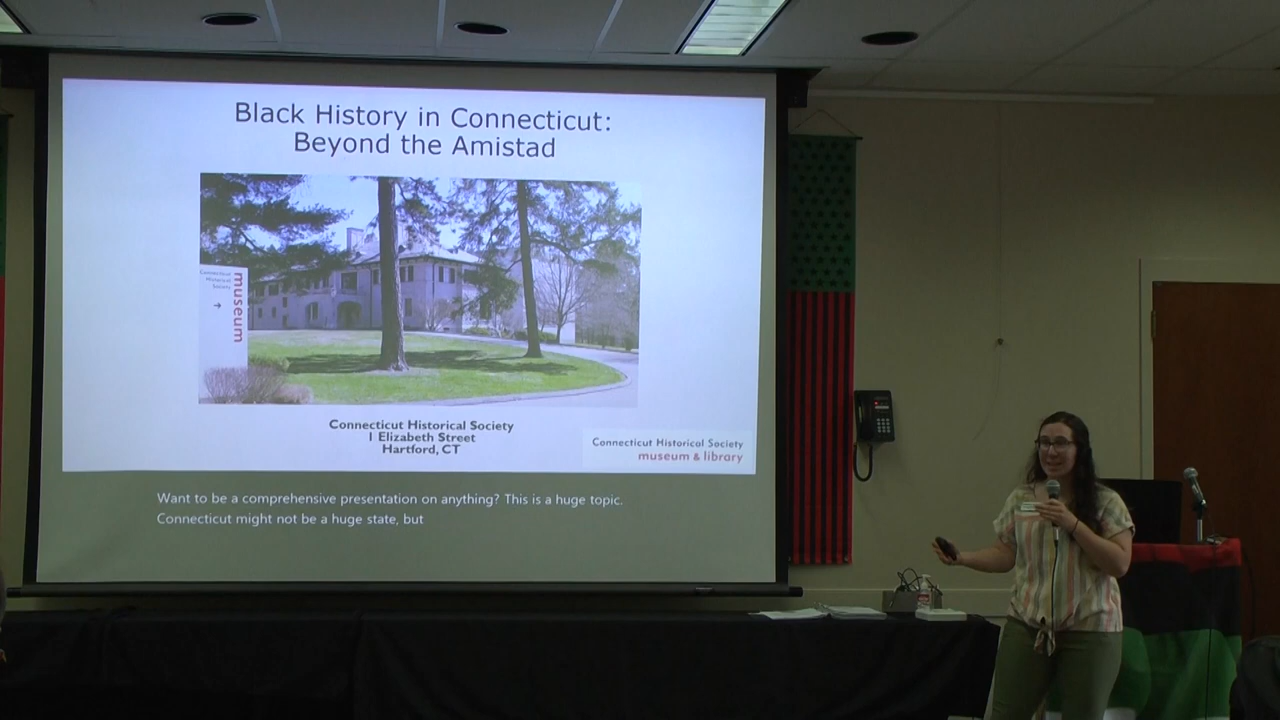 Black History in Connecticut:
Beyond the Amistad
Connecticut
Historical
Society
museum
Connecticut Historical Society
1 Elizabeth Street
Hartford, CT
Connecticut Historical Society
museum & library
Want to be a comprehensive presentation on anything? This is a huge topic.
Connecticut might not be a huge state, but